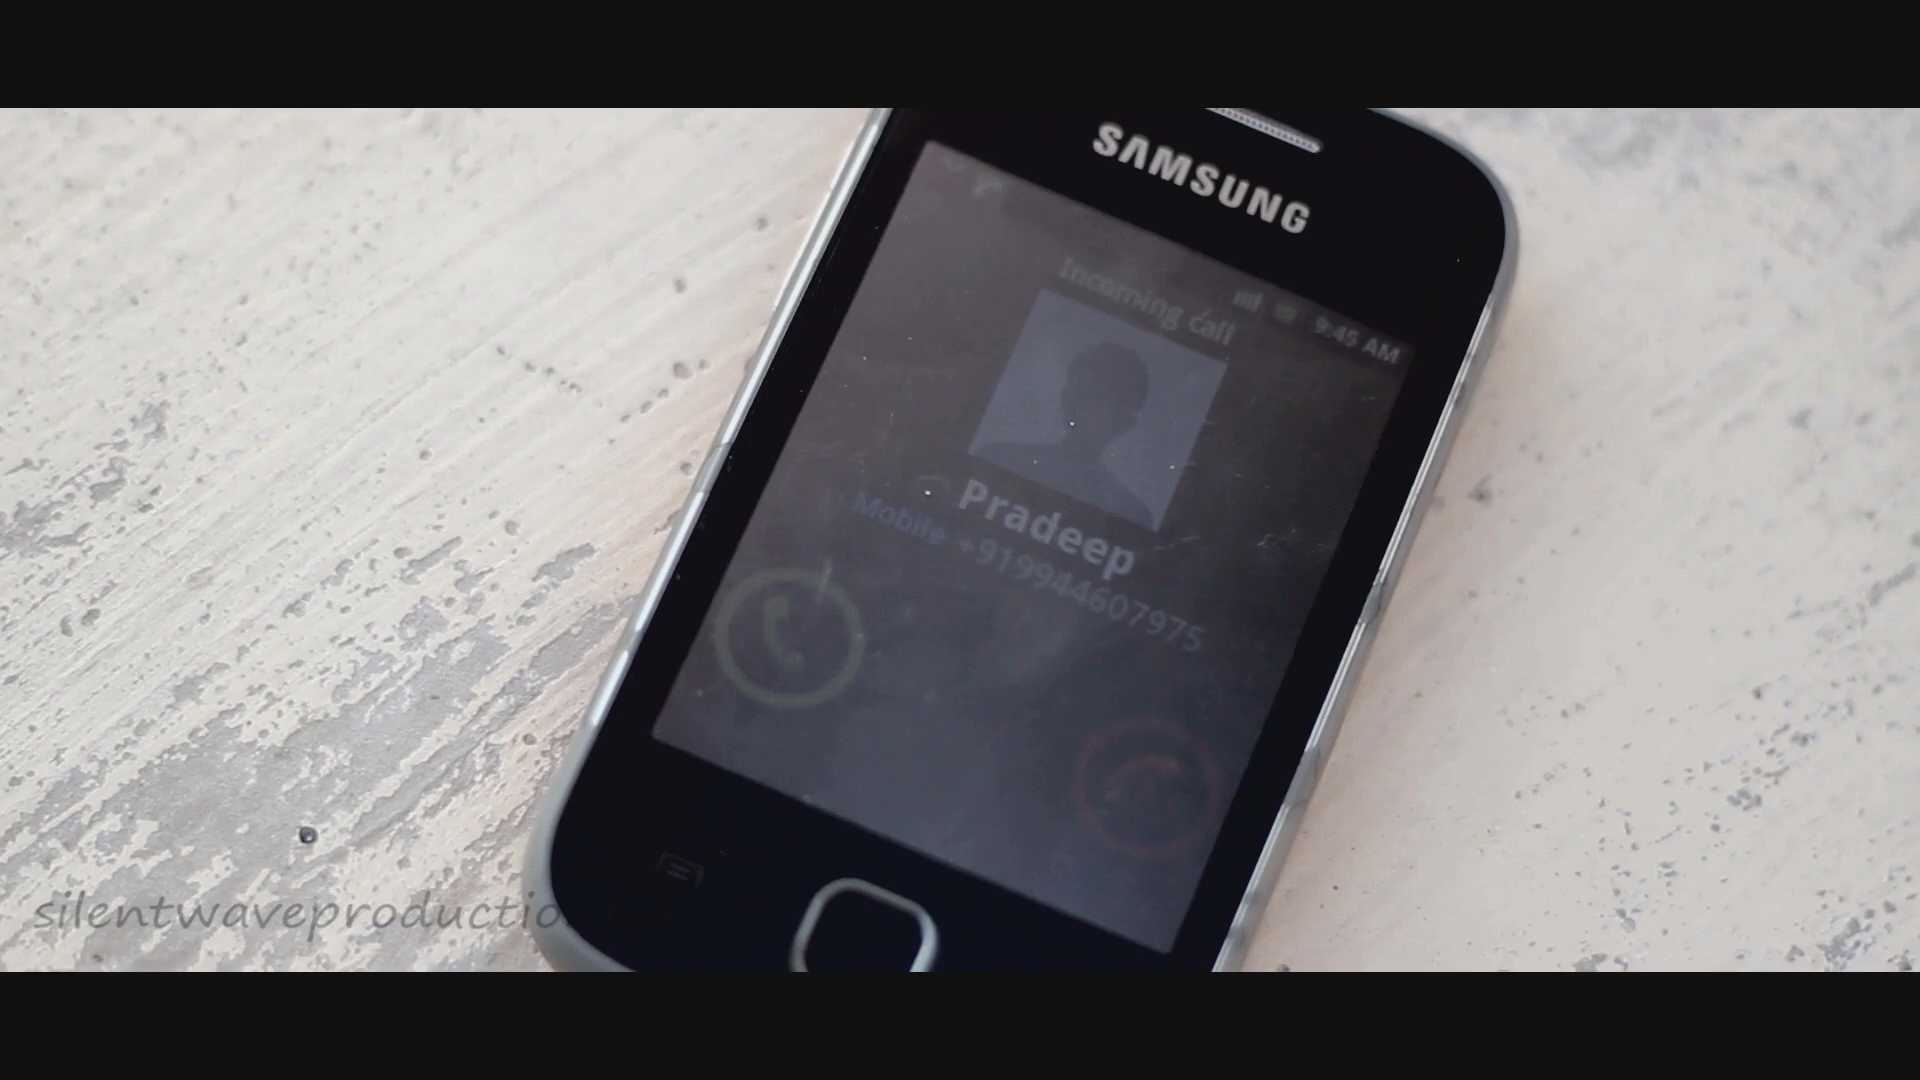 SAMSUNG
9:45 AM
Incoming call
Pradeep
Mobile +919944607975
silentwaveproductio